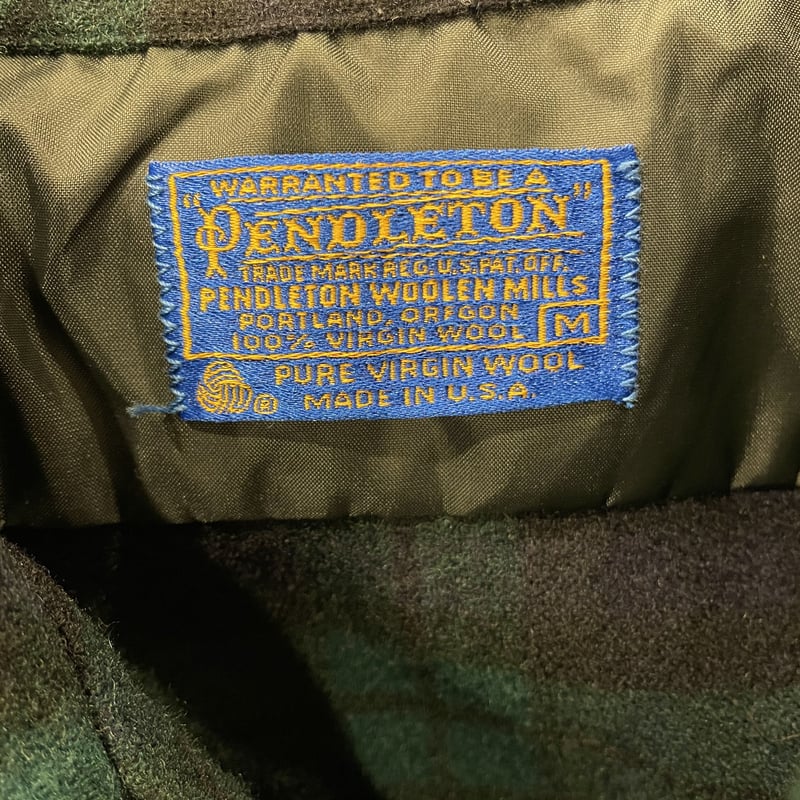 WARRANTED TO BE A
"PENDLETON"
TRADE MARK REG. U.S. PAT. OFF.
PENDLETON WOOLEN MILLS
PORTLAND, OREGON
100% VIRGIN WOOL M
PURE VIRGIN WOOL
® MADE IN U.S.A.